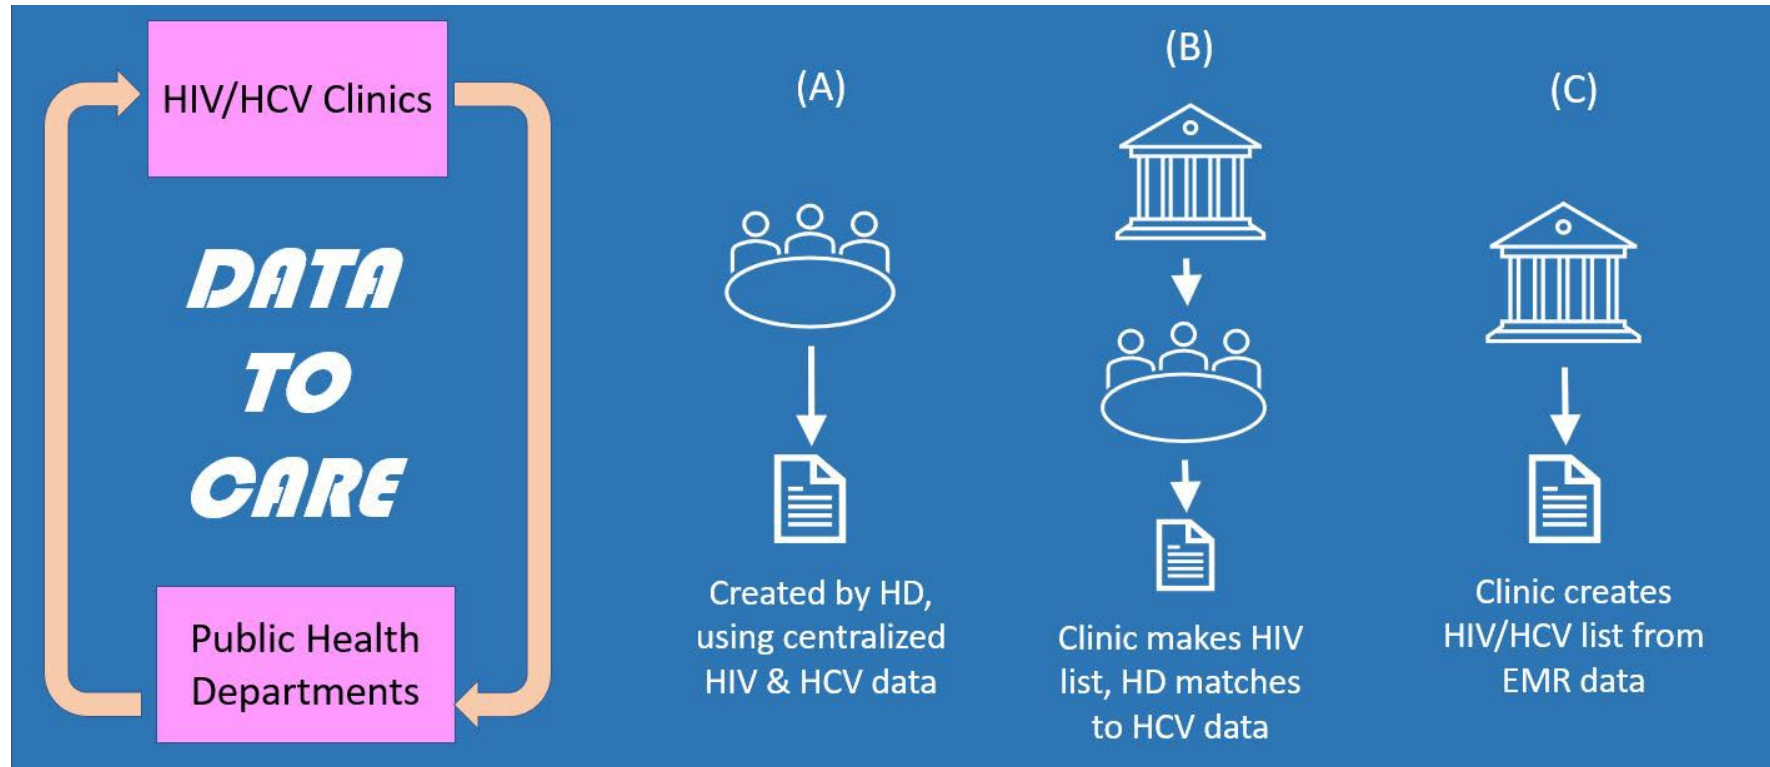 HIV/HCV Clinics
DATA
TO
CARE
Public Health
Departments
(A)
Created by HD,
using centralized
HIV & HCV data
(B)
Clinic makes HIV
list, HD matches
to HCV data
(C)
Clinic creates
HIV/HCV list from
EMR data